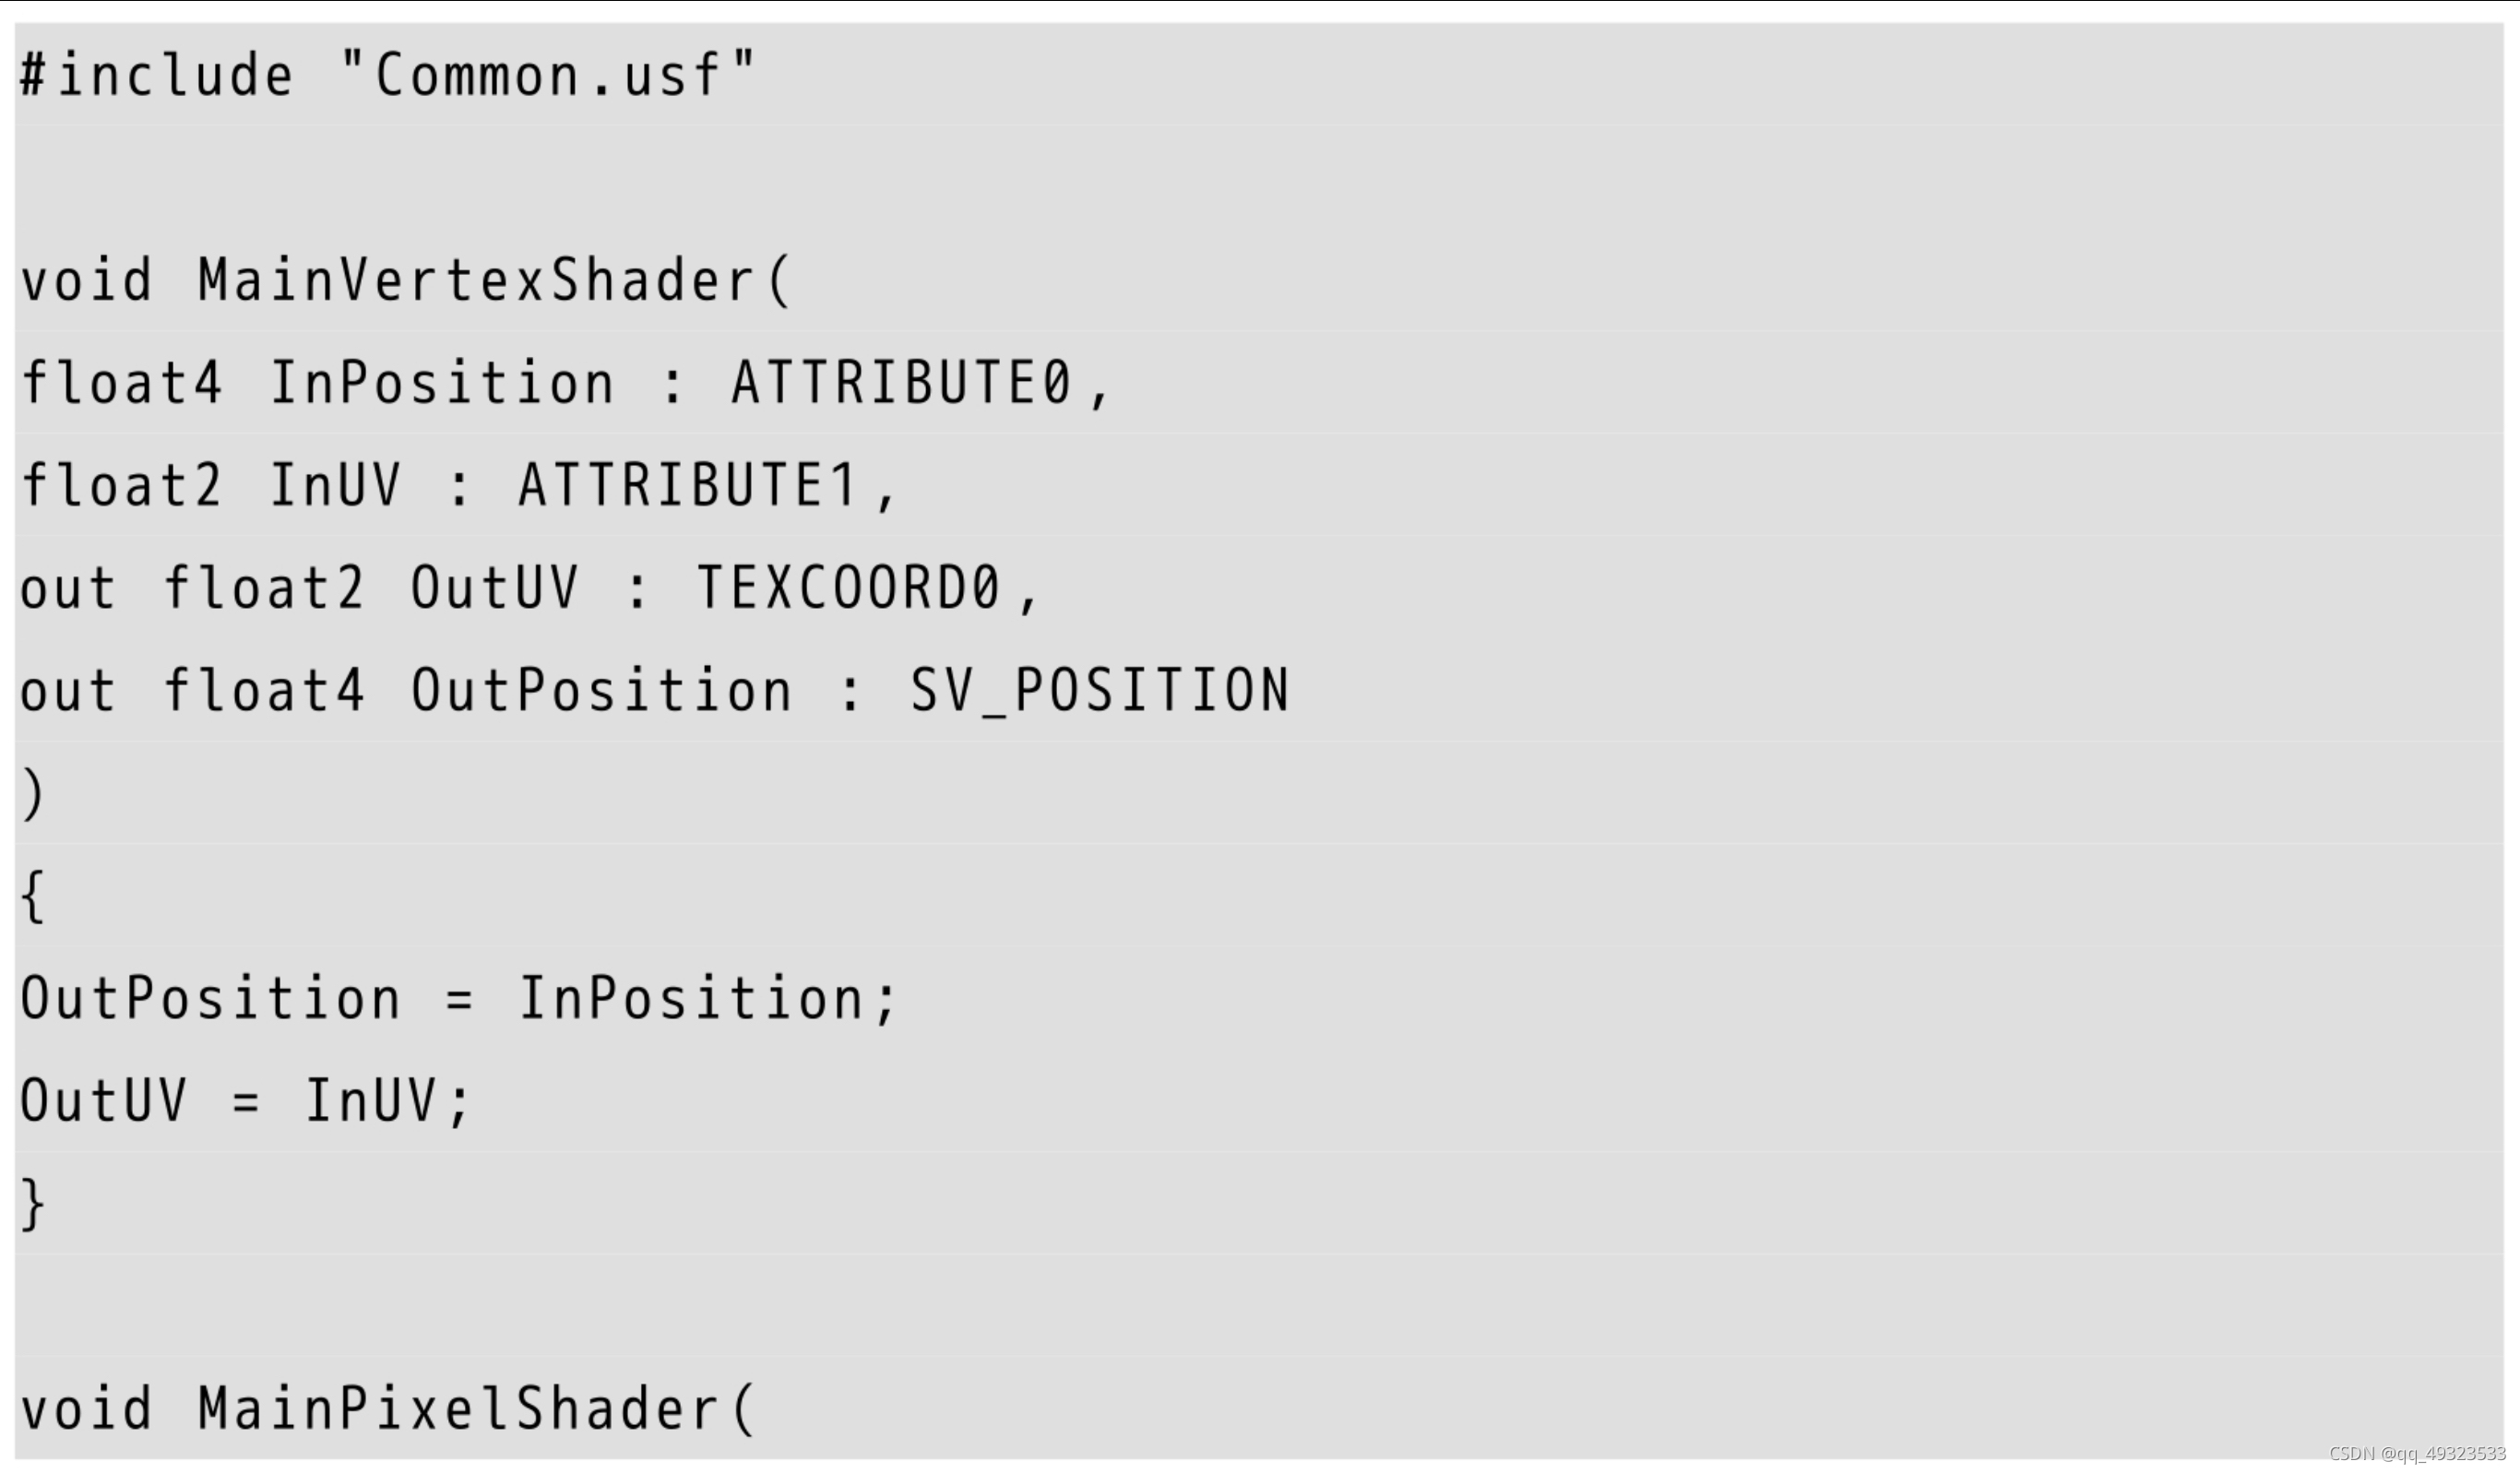 #include "Common.usf"
void MainVertexShader(
float4 InPosition : ATTRIBUTE0,
float2 InUV : ATTRIBUTE1,
out float2 OutUV : TEXCOORD0,
out float4 OutPosition : SV_POSITION
)
{
OutPosition = InPosition;
OutUV = InUV;
}
void MainPixelShader(
CSDN @qq_49323533